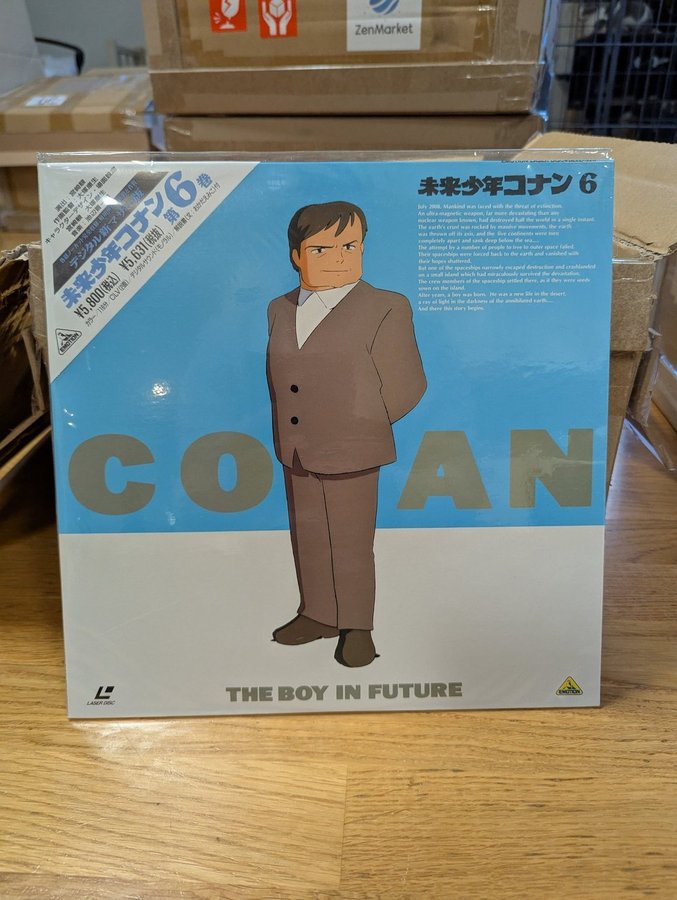 ZenMarket
演出 宮崎駿
未来少年コナン 第6巻
¥5,800(税込) ¥5,631(税抜)
EMOTION
未来少年コナン 6
July 2008. Mankind was faced with the threat of extinction.
An ultra-magnetic weapon, far more devastating than any
nuclear weapon known, had destroyed half the world in a single instant.
The earth's crust was rocked by massive movements, the earth
was thrown off its axis, and the five continents were torn
completely apart and sank deep below the sea....
The attempt by a number of people to flee to outer space failed.
Their spaceships were forced back to the earth and vanished with
their hopes shattered.
But one of the spaceships narrowly escaped destruction and crashlanded
on a small island which had miraculously survived the devastation.
The crew members of the spaceship settled there, as if they were seeds
sown on the island.
After years, a boy was born. He was a new life in the desert,
a ray of light in the darkness of the annihilated earth....
And there this story begins.
CONAN
THE BOY IN FUTURE
LASER DISC
EMOTION